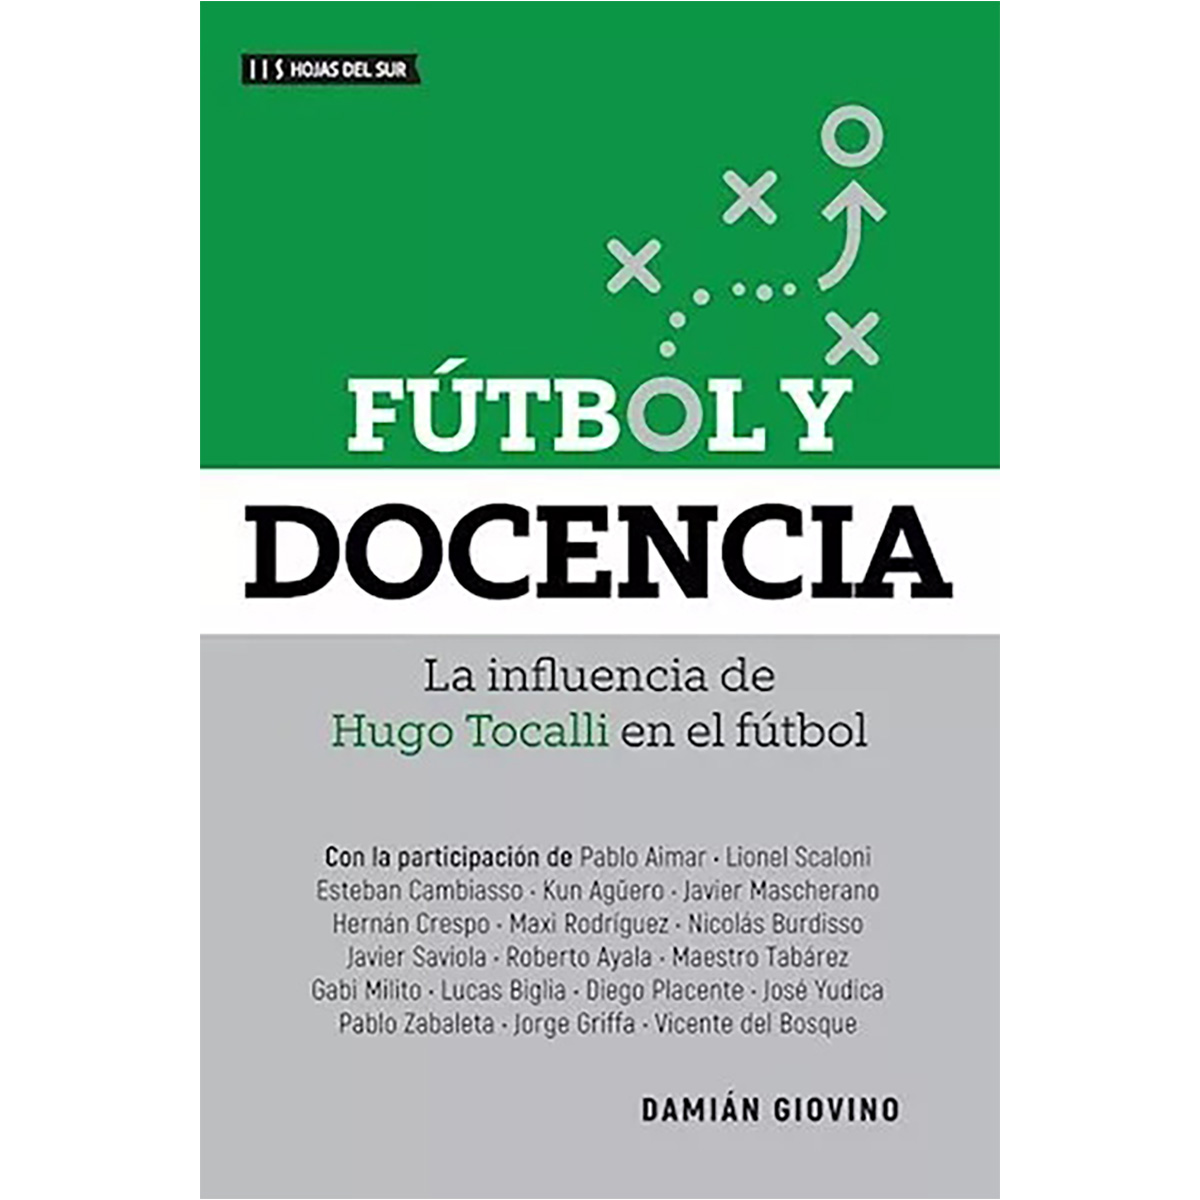 HOJAS DEL SUR
FÚTBOL Y
DOCENCIA
La influencia de
Hugo Tocalli en el fútbol
Con la participación de Pablo Aimar · Lionel Scaloni
Esteban Cambiasso · Kun Agüero · Javier Mascherano
Hernán Crespo · Maxi Rodríguez · Nicolás Burdisso
Javier Saviola · Roberto Ayala · Maestro Tabárez
Gabi Milito · Lucas Biglia · Diego Placente · José Yudica
Pablo Zabaleta · Jorge Griffa · Vicente del Bosque
DAMIÁN GIOVINO